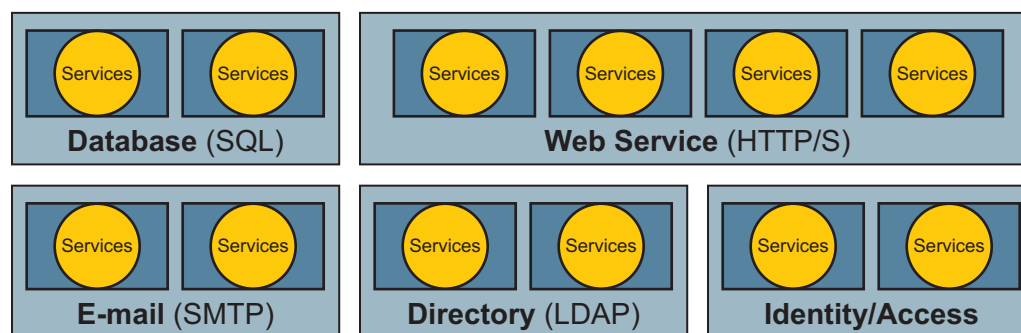 Services Services
Database (SQL)
Services Services Services Services
Web Service (HTTP/S)
Services Services
E-mail (SMTP)
Services Services
Directory (LDAP)
Services Services
Identity/Access